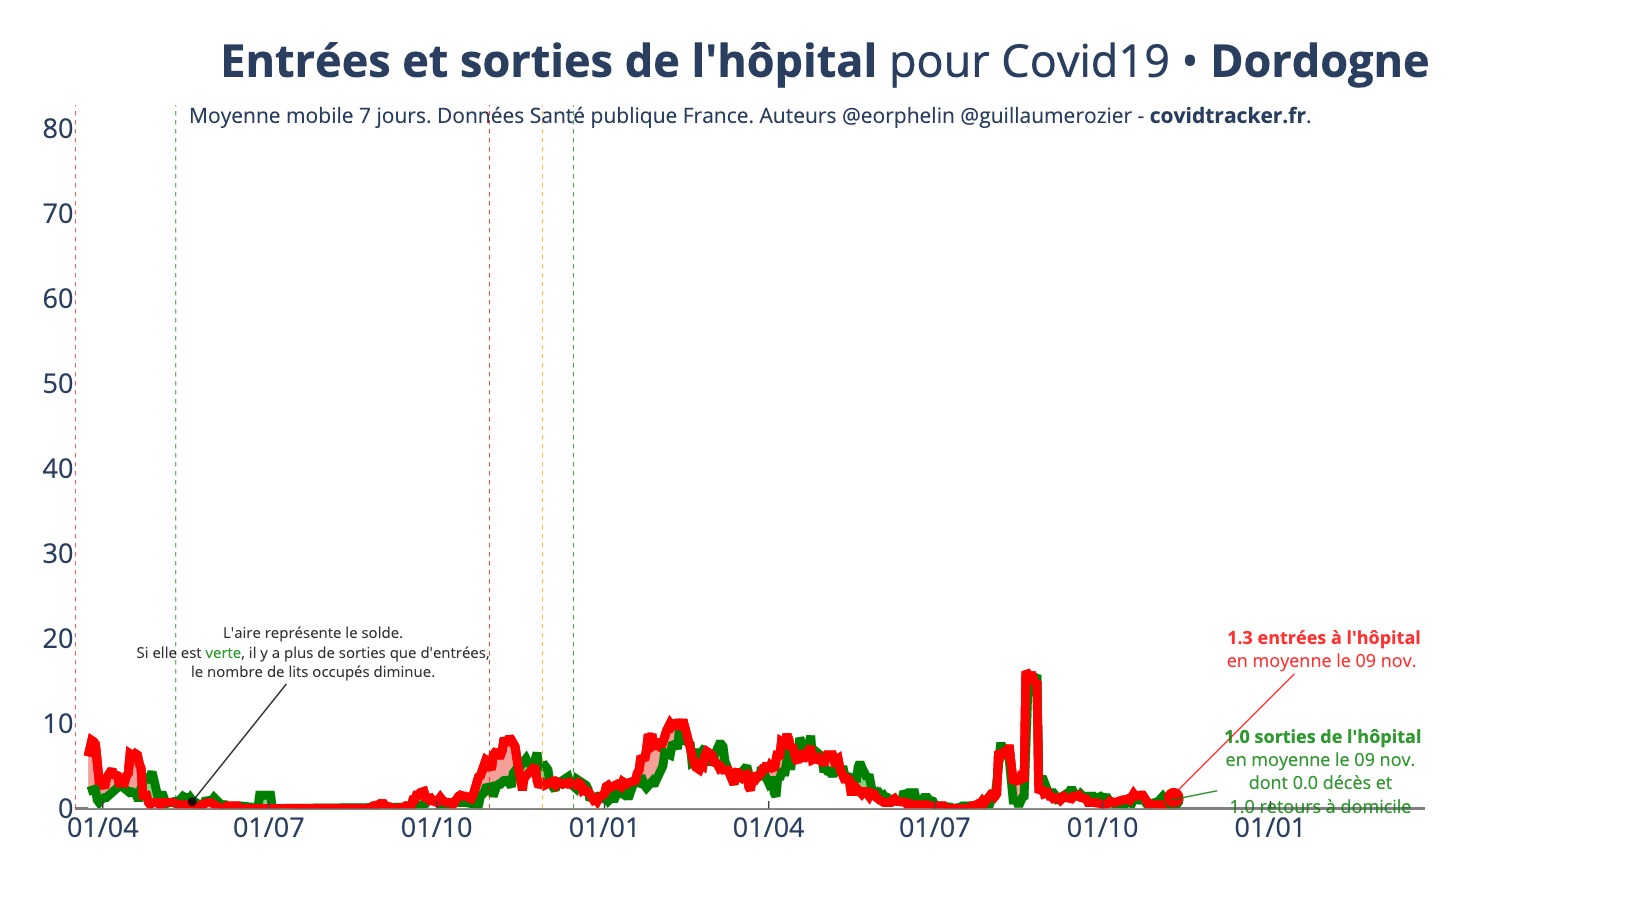 Entrées et sorties de l'hôpital pour Covid19 • Dordogne
Moyenne mobile 7 jours. Données Santé publique France. Auteurs @eorphelin @guillaumerozier - covidtracker.fr.
80
70
60
50
40
30
20
10
0
L'aire représente le solde.
Si elle est verte, il y a plus de sorties que d'entrées,
le nombre de lits occupés diminue.
1.3 entrées à l'hôpital
en moyenne le 09 nov.
1.0 sorties de l'hôpital
en moyenne le 09 nov.
dont 0.0 décès et
1.0 retours à domicile
01/04 01/07 01/10 01/01 01/04 01/07 01/10 01/01